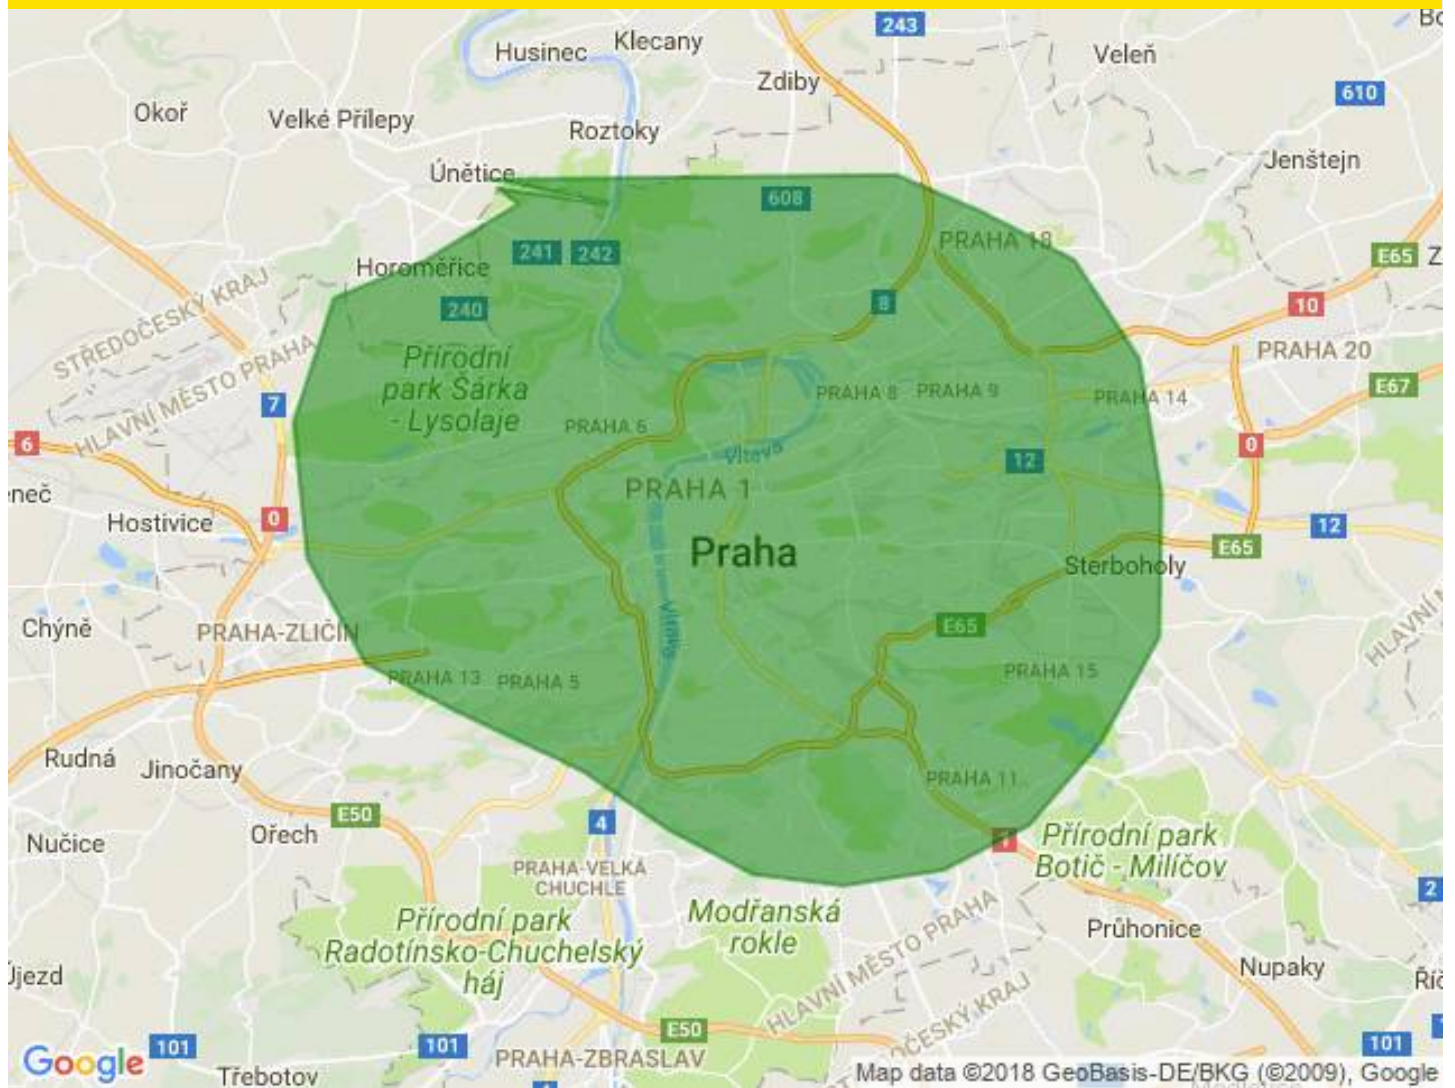 243
Klecany
Husinec
Veleň
Zdiby
610
Okoř
Velké Přílepy
Roztoky
Jenštejn
Únětice
608
PRAHA 18
241
242
E65
Horoměřice
STŘEDOČESKÝ KRAJ
240
8
10
HLAVNÍ MĚSTO PRAHA
Přírodní
park Šárka
- Lysolaje
PRAHA 20
7
PRAHA 8
PRAHA 9
PRAHA 14
E67
PRAHA 6
6
0
Vltava
12
PRAHA 1
Hostivice
0
12
Praha
E65
Sterboholy
Chýně
PRAHA-ZLIČÍN
E65
Vltava
PRAHA 13
PRAHA 5
PRAHA 15
Rudná
Jinočany
PRAHA 11
E50
4
Ořech
Nučice
1
Přírodní park
Botič - Milíčov
PRAHA-VELKÁ
CHUCHLE
2
Přírodní park
Radotínsko-Chuchelský
háj
Modřanská
rokle
HLAVNÍ MĚSTO PRAHA
Průhonice
Nupaky
E50
101
101
101
PRAHA-ZBRASLAV
Google
Třebotov
Map data ©2018 GeoBasis-DE/BKG (©2009), Google